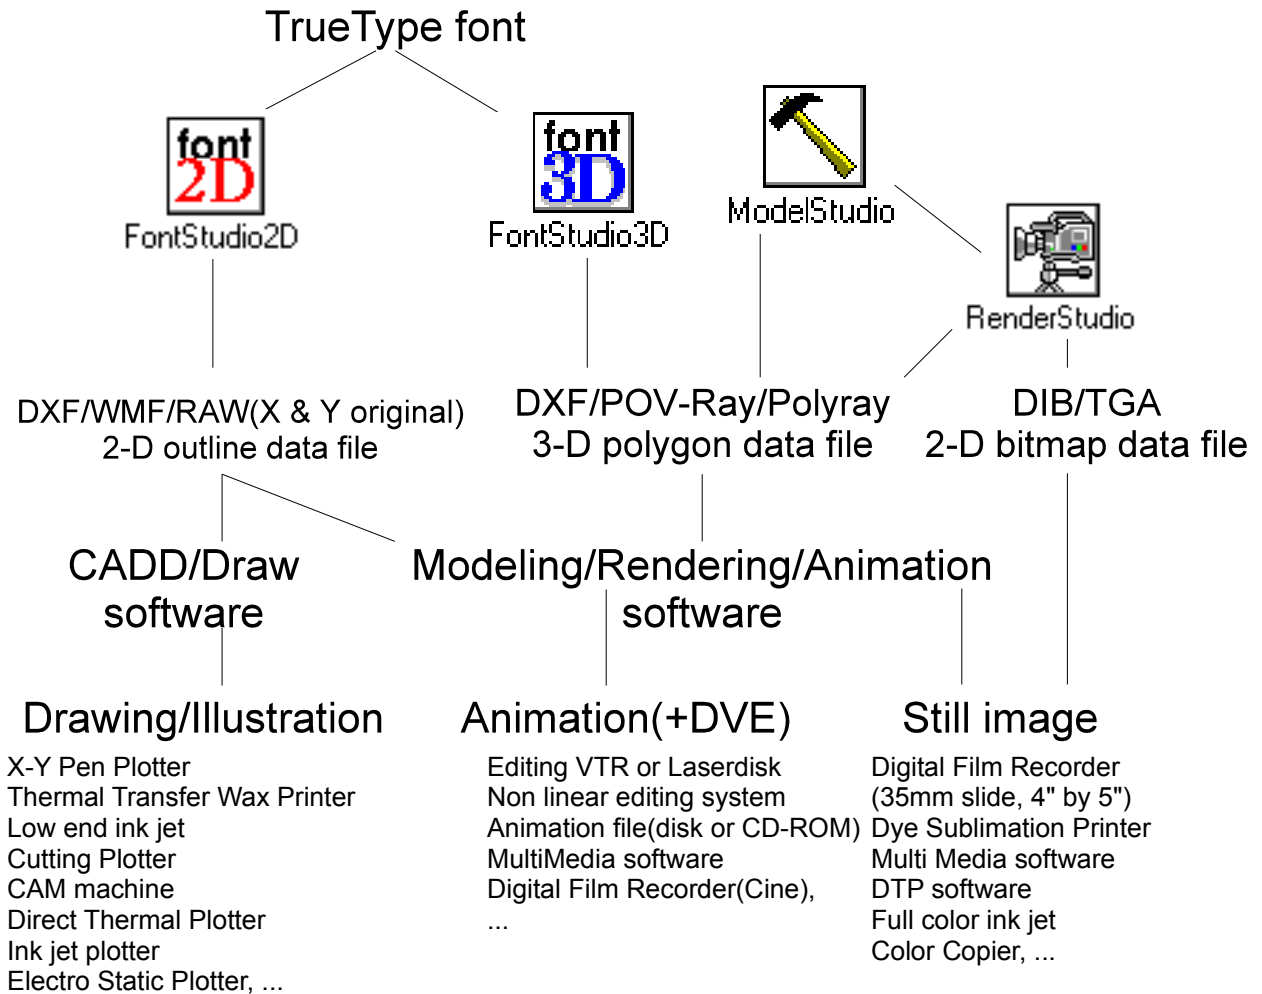 TrueType font
font
2D
FontStudio2D
font
3D
FontStudio3D
ModelStudio
RenderStudio
DXF/WMF/RAW(X & Y original)
2-D outline data file
DXF/POV-Ray/Polyray
3-D polygon data file
DIB/TGA
2-D bitmap data file
CADD/Draw
software
Modeling/Rendering/Animation
software
Drawing/Illustration
X-Y Pen Plotter
Thermal Transfer Wax Printer
Low end ink jet
Cutting Plotter
CAM machine
Direct Thermal Plotter
Ink jet plotter
Electro Static Plotter, ...
Animation(+DVE)
Editing VTR or Laserdisk
Non linear editing system
Animation file(disk or CD-ROM)
MultiMedia software
Digital Film Recorder(Cine),
...
Still image
Digital Film Recorder
(35mm slide, 4" by 5")
Dye Sublimation Printer
Multi Media software
DTP software
Full color ink jet
Color Copier, ...